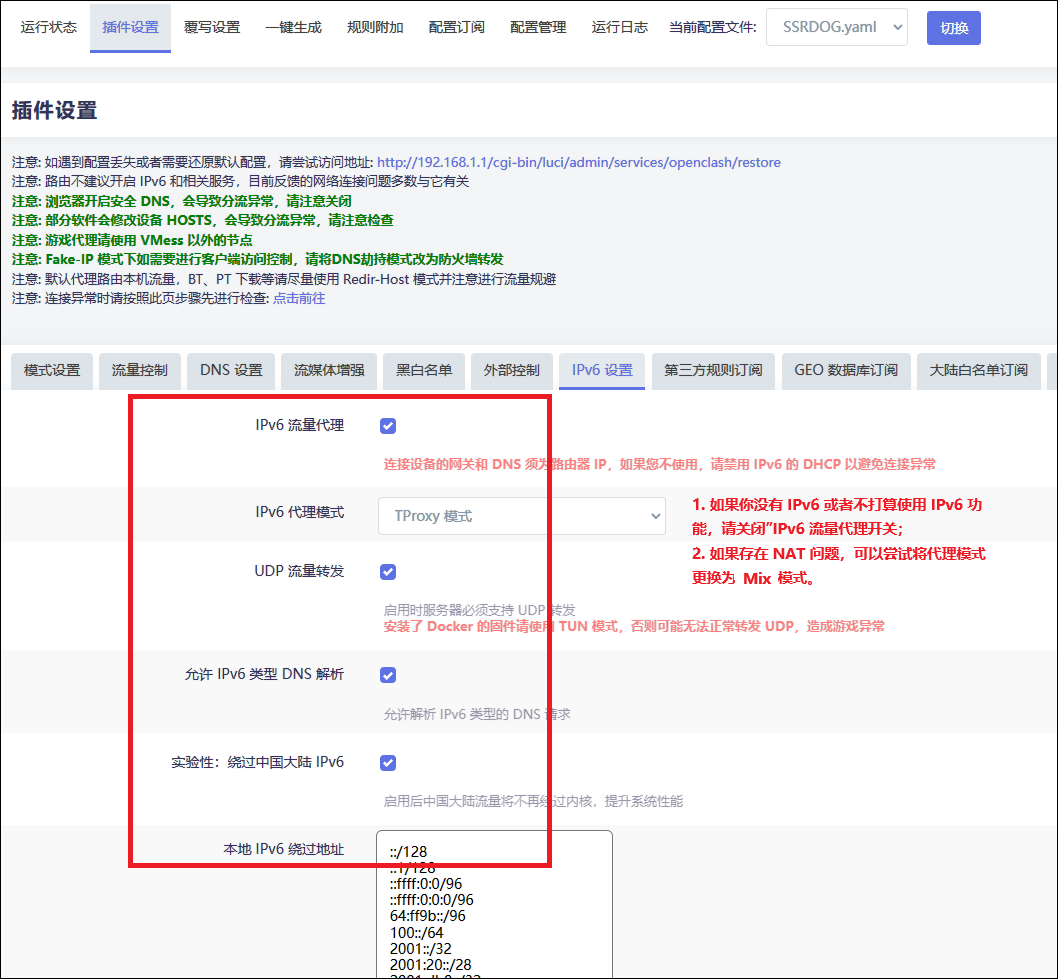 运行状态 插件设置 覆写设置 一键生成 规则附加 配置订阅 配置管理 运行日志 当前配置文件: SSRDOG.yaml 切换
插件设置
注意: 如遇到配置丢失或者需要还原默认配置，请尝试访问地址: http://192.168.1.1/cgi-bin/luci/admin/services/openclash/restore
注意: 路由不建议开启 IPv6 和相关服务，目前反馈的网络连接问题多数与它有关
注意: 浏览器开启安全 DNS，会导致分流异常，请注意关闭
注意: 部分软件会修改设备 HOSTS，会导致分流异常，请注意检查
注意: 游戏代理请使用 VMess 以外的节点
注意: Fake-IP 模式下如需要进行客户端访问控制，请将DNS劫持模式改为防火墙转发
注意: 默认代理路由本机流量，BT、PT 下载等请尽量使用 Redir-Host 模式并注意进行流量规避
注意: 连接异常时请按照此页步骤先进行检查: 点击前往
模式设置 流量控制 DNS 设置 流媒体增强 黑白名单 外部控制 IPv6 设置 第三方规则订阅 GEO 数据库订阅 大陆白名单订阅
IPv6 流量代理
连接设备的网关和 DNS 须为路由器 IP，如果您不使用，请禁用 IPv6 的 DHCP 以避免连接异常
IPv6 代理模式 TProxy 模式
1. 如果你没有 IPv6 或者不打算使用 IPv6 功
能，请关闭”IPv6 流量代理开关；
2. 如果存在 NAT 问题，可以尝试将代理模式
更换为 Mix 模式。
UDP 流量转发
启用时服务器必须支持 UDP 转发
安装了 Docker 的固件请使用 TUN 模式，否则可能无法正常转发 UDP，造成游戏异常
允许 IPv6 类型 DNS 解析
允许解析 IPv6 类型的 DNS 请求
实验性：绕过中国大陆 IPv6
启用后中国大陆流量将不再经过内核，提升系统性能
本地 IPv6 绕过地址
::/128
::1/128
::ffff:0:0/96
::ffff:0:0:0/96
64:ff9b::/96
100::/64
2001::/32
2001:20::/28